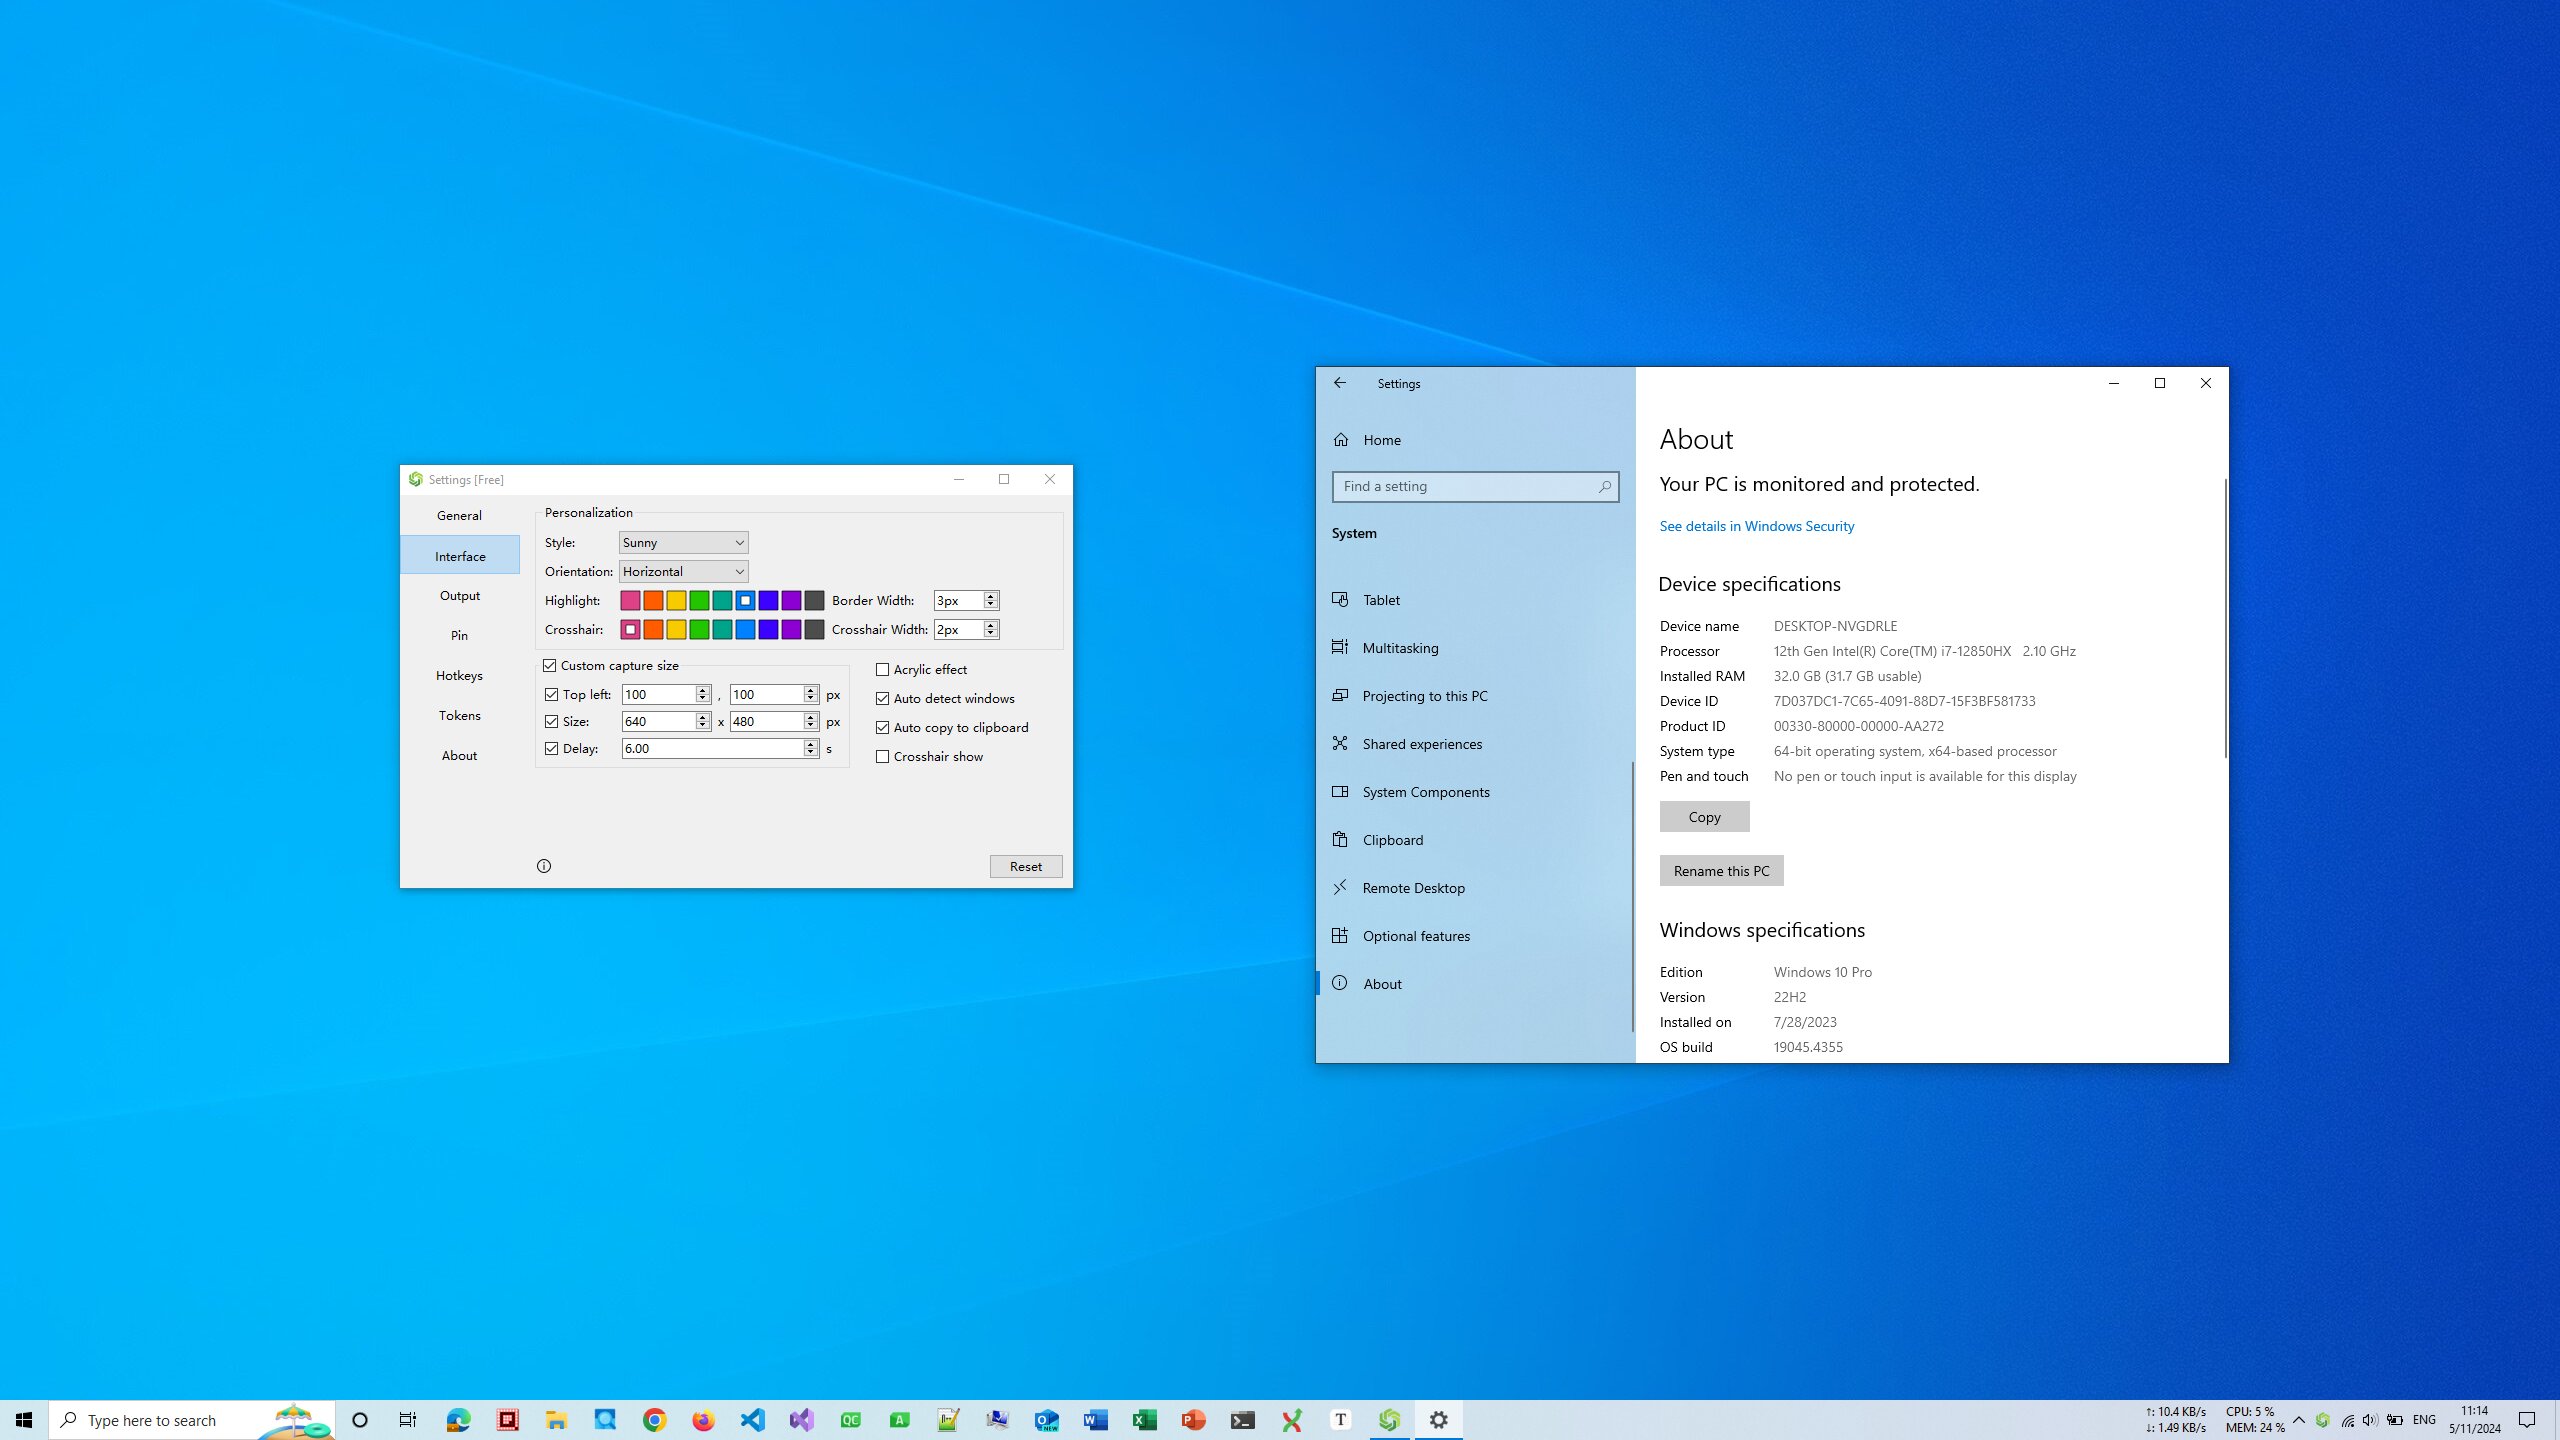 Settings [Free]
General
Interface
Output
Pin
Hotkeys
Tokens
About
Personalization
Style: Sunny
Orientation: Horizontal
Highlight: Border Width: 3px
Crosshair: Crosshair Width: 2px
Custom capture size
Top left: 100 , 100 px
Size: 640 x 480 px
Delay: 6.00 s
Acrylic effect
Auto detect windows
Auto copy to clipboard
Crosshair show
Reset
Settings
Home
Find a setting
System
Tablet
Multitasking
Projecting to this PC
Shared experiences
System Components
Clipboard
Remote Desktop
Optional features
About
About
Your PC is monitored and protected.
See details in Windows Security
Device specifications
Device name DESKTOP-NVGDRLE
Processor 12th Gen Intel(R) Core(TM) i7-12850HX 2.10 GHz
Installed RAM 32.0 GB (31.7 GB usable)
Device ID 7D037DC1-7C65-4091-88D7-15F3BF581733
Product ID 00330-80000-00000-AA272
System type 64-bit operating system, x64-based processor
Pen and touch No pen or touch input is available for this display
Copy
Rename this PC
Windows specifications
Edition Windows 10 Pro
Version 22H2
Installed on 7/28/2023
OS build 19045.4355
Type here to search
↑: 10.4 KB/s CPU: 5 %
↓: 1.49 KB/s MEM: 24 %
ENG
11:14
5/11/2024